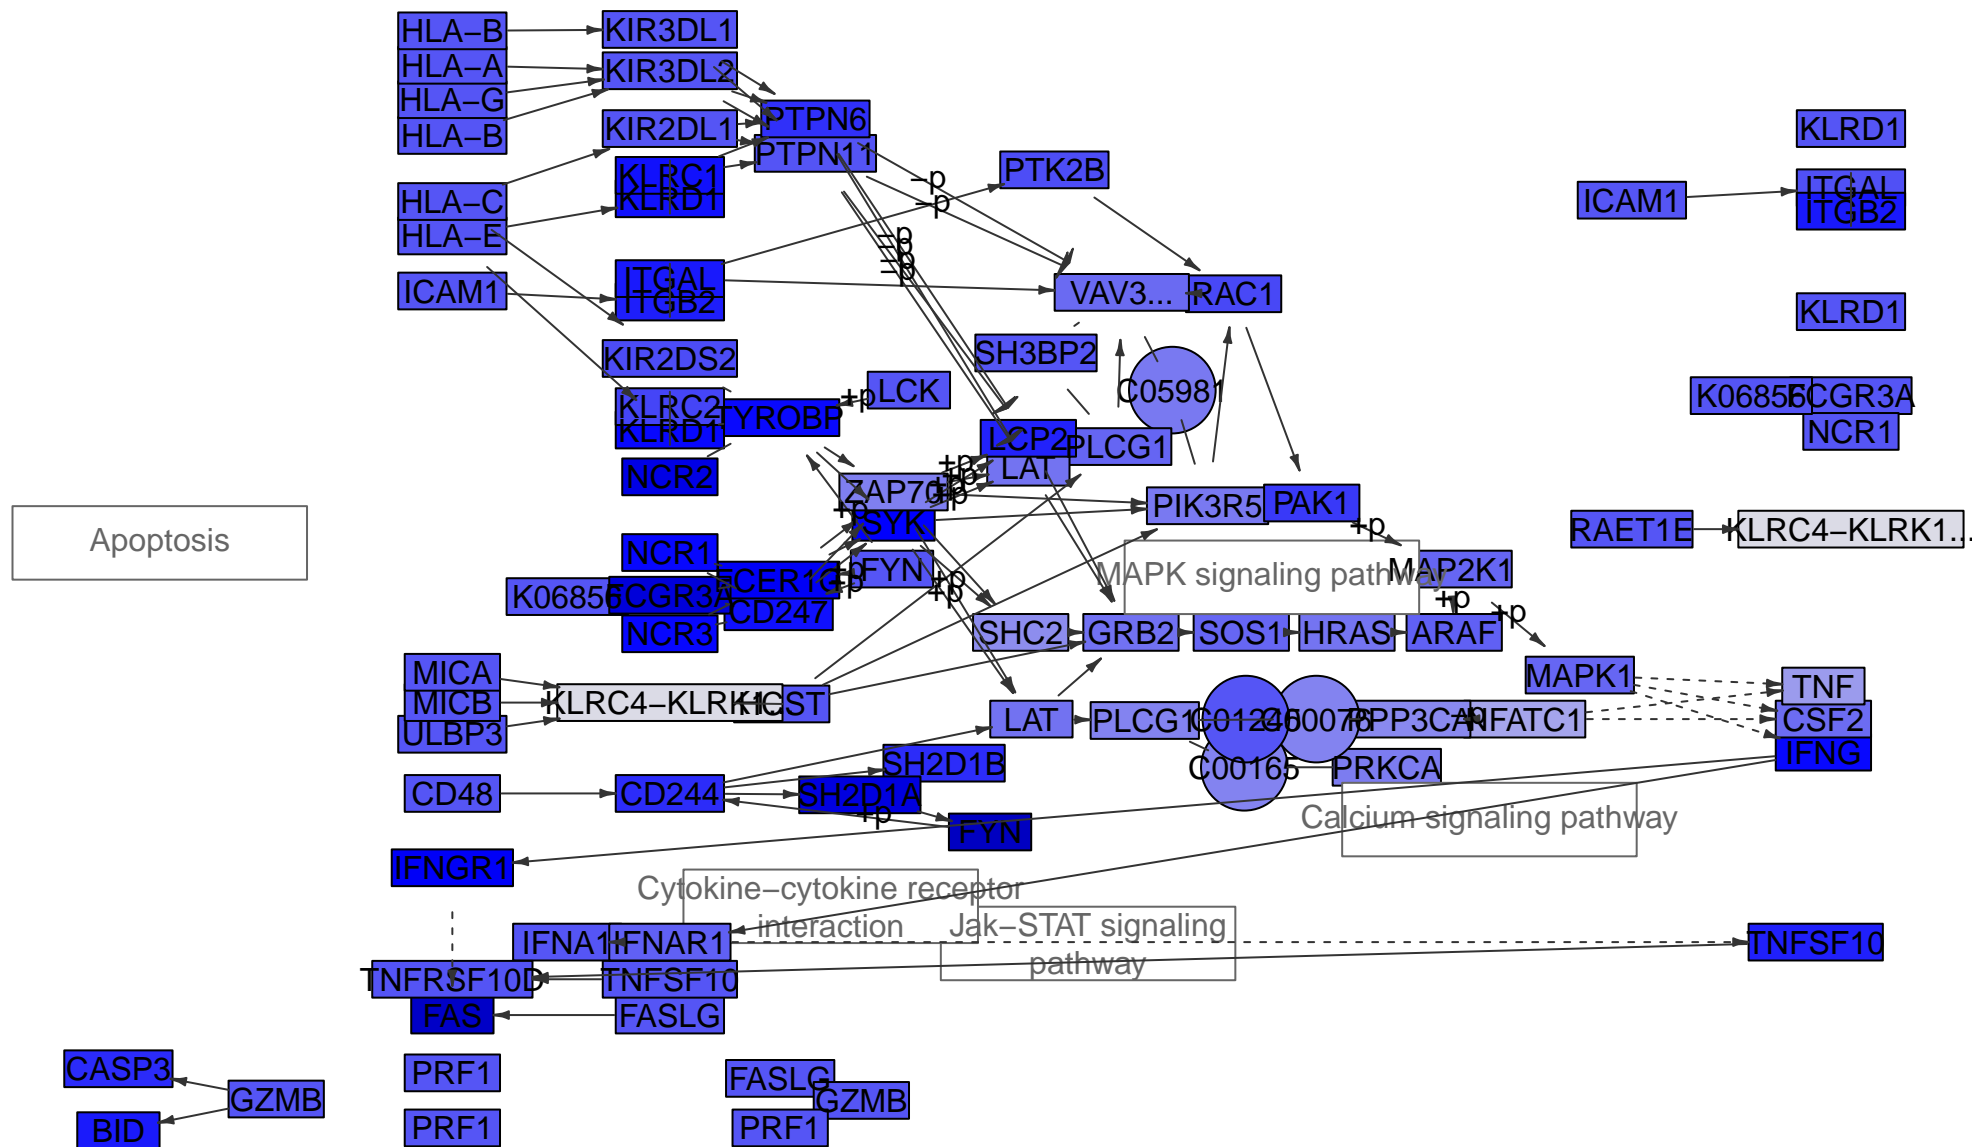 HLA−B
KIR3DL1
HLA−A
KIR3DL2
HLA−G
HLA−B
PTPN6
KIR2DL1
PTPN11
KLRD1
PTK2B
KLRC1
KLRD1
−p
−p
ITGAL
ITGB2
ICAM1
HLA−C
HLA−E
−p
−p
−p
−p
ICAM1
ITGAL
ITGB2
VAV3...
RAC1
KLRD1
SH3BP2
KIR2DS2
C05981
LCK
+p
KLRC2
KLRD1
TYROBP
K06856
FCGR3A
NCR1
LCP2
PLCG1
LAT
NCR2
+p
+p
+p
+p
ZAP70
SYK
+p
PIK3R5
PAK1
+p
RAET1E
KLRC4−KLRK1...
Apoptosis
NCR1
FYN
MAPK signaling pathway
MAP2K1
K06856
FCGR3A
FCER1G
CD247
+p
+p
+p
+p
+p
+p
NCR3
SHC2
GRB2
SOS1
HRAS
ARAF
MICA
MICB
ULBP3
KLRC4−KLRK1...
HCST
MAPK1
TNF
CSF2
IFNG
LAT
PLCG1
C01245
C00076
PPP3CA
−p
NFATC1
C00165
PRKCA
SH2D1B
CD48
CD244
SH2D1A
+p
FYN
Calcium signaling pathway
IFNGR1
Cytokine−cytokine receptor
interaction
Jak−STAT signaling
pathway
IFNA1
IFNAR1
TNFSF10
TNFRSF10D
TNFSF10
FAS
FASLG
CASP3
GZMB
BID
PRF1
PRF1
FASLG
GZMB
PRF1